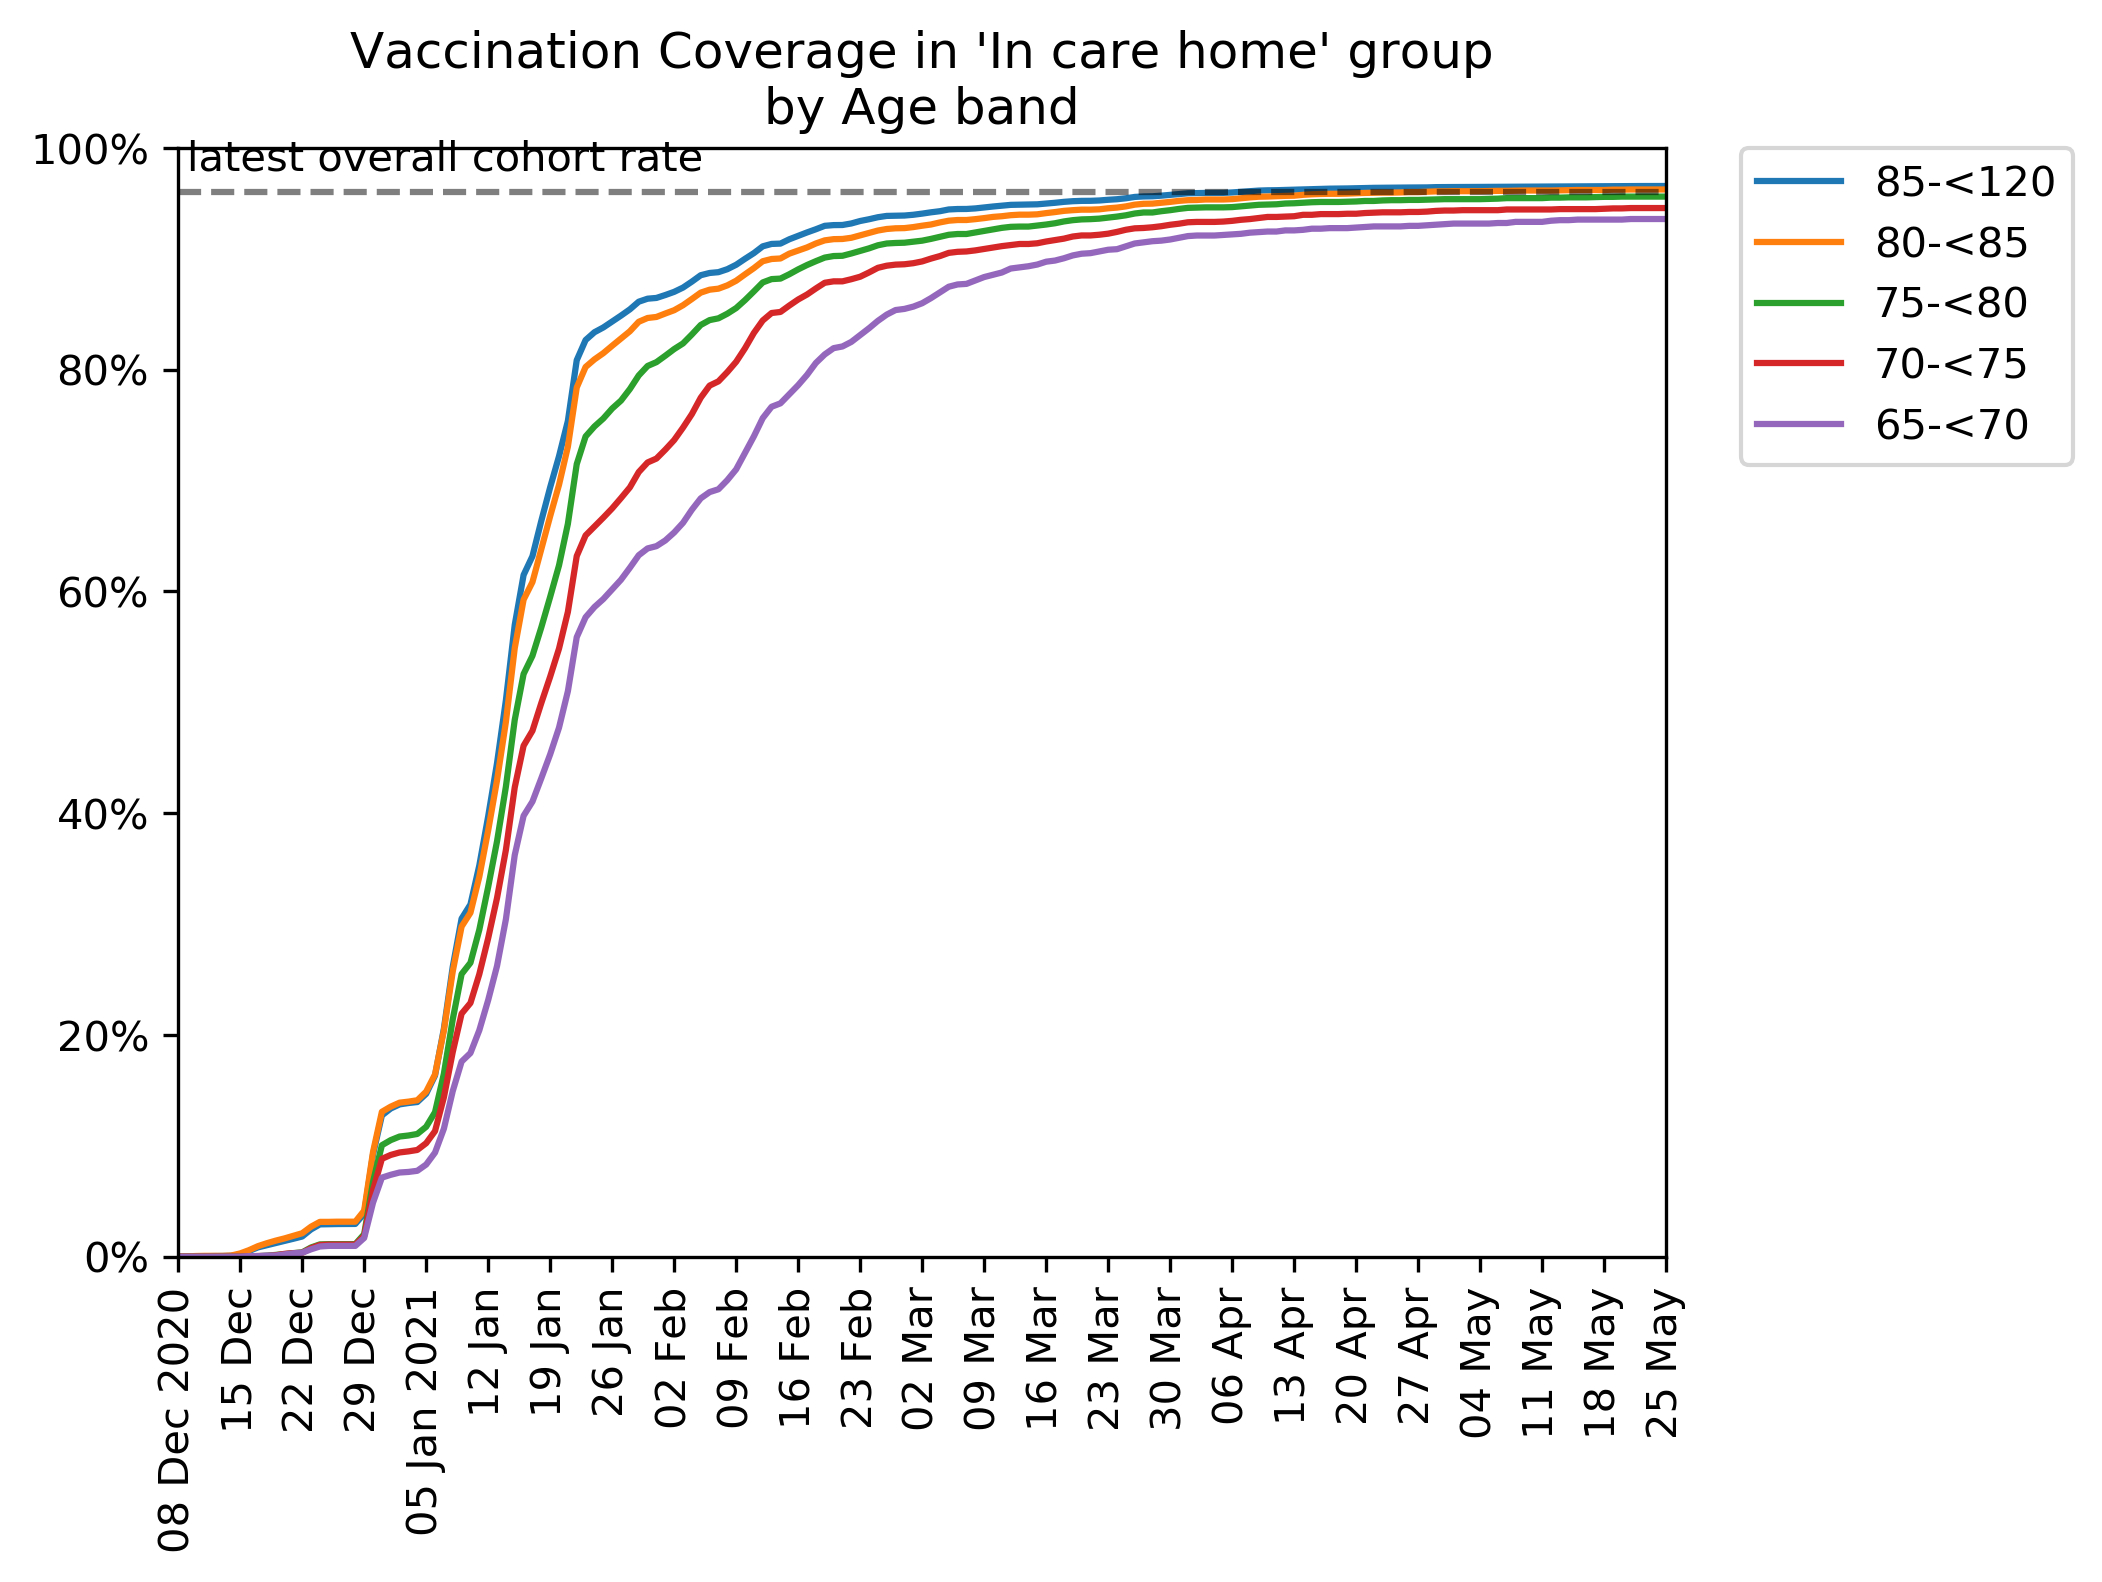 Vaccination Coverage in 'In care home' group
by Age band
100%
80%
60%
40%
20%
0%
latest overall cohort rate
85-<120
80-<85
75-<80
70-<75
65-<70
08 Dec 2020
15 Dec
22 Dec
29 Dec
05 Jan 2021
12 Jan
19 Jan
26 Jan
02 Feb
09 Feb
16 Feb
23 Feb
02 Mar
09 Mar
16 Mar
23 Mar
30 Mar
06 Apr
13 Apr
20 Apr
27 Apr
04 May
11 May
18 May
25 May